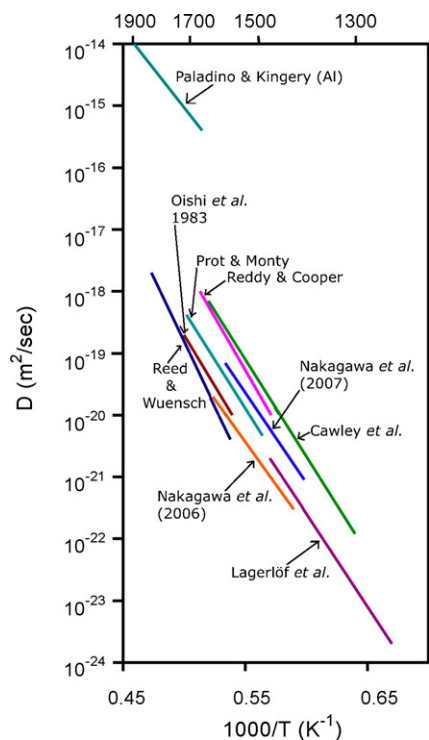 1900 1700 1500 1300
10⁻¹⁴
Paladino & Kingery (Al)
10⁻¹⁵
10⁻¹⁶
Oishi et al.
1983
10⁻¹⁷
Prot & Monty
Reddy & Cooper
10⁻¹⁸
D (m²/sec)
10⁻¹⁹
Reed
&
Wuensch
Nakagawa et al.
(2007)
10⁻²⁰
Cawley et al.
10⁻²¹
Nakagawa et al.
(2006)
10⁻²²
Lagerlöf et al.
10⁻²³
10⁻²⁴
0.45 0.55 0.65
1000/T (K⁻¹)